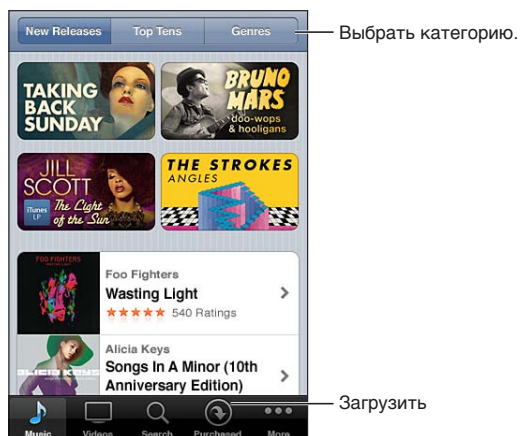 New Releases Top Tens Genres
Выбрать категорию.
TAKING
BACK
SUNDAY
BRUNO
MARS
doo-wops
& hooligans
JILL
SCOTT
iTunes
LP
The Light
of the Sun
THE STROKES
ANGLES
FOO FIGHTERS
Foo Fighters
Wasting Light
540 Ratings
Alicia Keys
Songs In A Minor (10th
Anniversary Edition)
Загрузить
Music Videos Search Purchased More